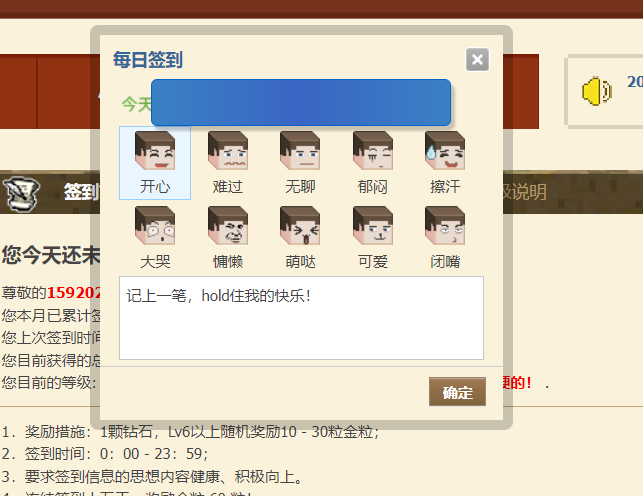 每日签到
今天
开心 难过 无聊 郁闷 擦汗
大哭 慵懒 萌哒 可爱 闭嘴
记上一笔，hold住我的快乐！
确定
20
签到
级说明
您今天还未
尊敬的159202
您本月已累计签
您上次签到时间
您目前获得的总
您目前的等级：
便的！ .
1. 奖励措施：1颗钻石，Lv6以上随机奖励10 - 30粒金粒；
2. 签到时间：0：00 - 23：59；
3. 要求签到信息的思想内容健康、积极向上。